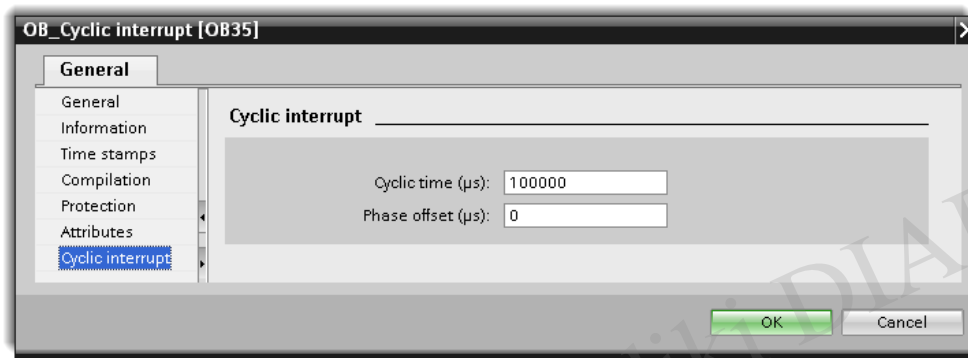 OB_Cyclic interrupt [OB35]
General
General
Information
Time stamps
Compilation
Protection
Attributes
Cyclic interrupt
Cyclic interrupt
Cyclic time (µs): 100000
Phase offset (µs): 0
OK Cancel